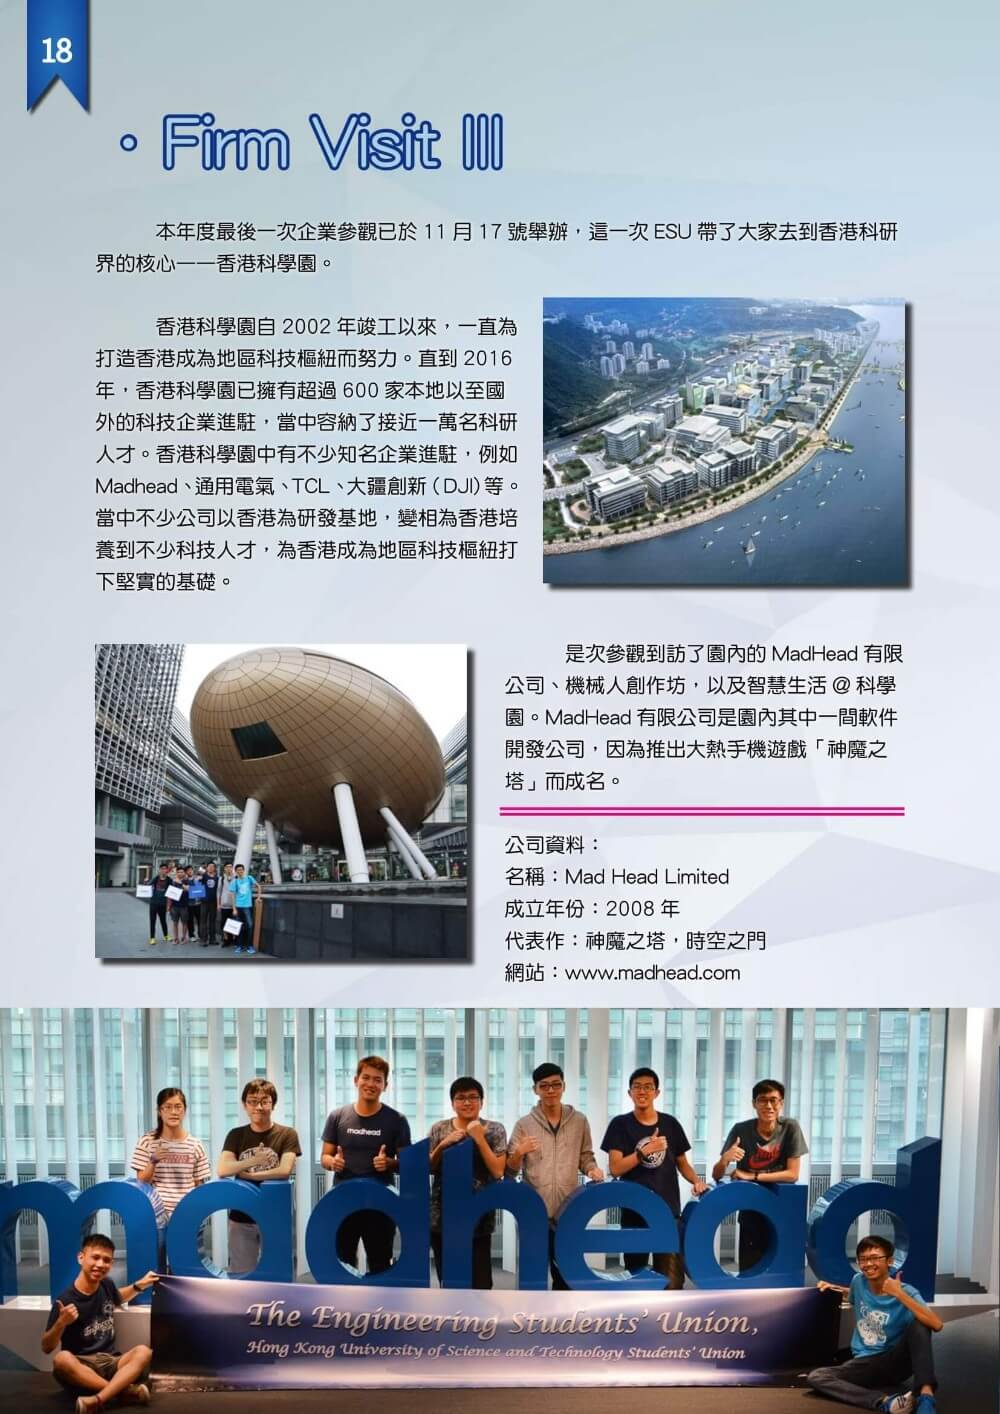 18
· Firm Visit III
本年度最後一次企業參觀已於 11 月 17 號舉辦，這一次 ESU 帶了大家去到香港科研
界的核心——香港科學園。
香港科學園自 2002 年竣工以來，一直為
打造香港成為地區科技樞紐而努力。直到 2016
年，香港科學園已擁有超過 600 家本地以至國
外的科技企業進駐，當中容納了接近一萬名科研
人才。香港科學園中有不少知名企業進駐，例如
Madhead、通用電氣、TCL、大疆創新（DJI）等。
當中不少公司以香港為研發基地，變相為香港培
養到不少科技人才，為香港成為地區科技樞紐打
下堅實的基礎。
是次參觀到訪了園內的 MadHead 有限
公司、機械人創作坊，以及智慧生活 @ 科學
園。MadHead 有限公司是園內其中一間軟件
開發公司，因為推出大熱手機遊戲「神魔之
塔」而成名。
公司資料：
名稱：Mad Head Limited
成立年份：2008 年
代表作：神魔之塔，時空之門
網站：www.madhead.com
madhead
madhead
The Engineering Students' Union,
Hong Kong University of Science and Technology Students' Union